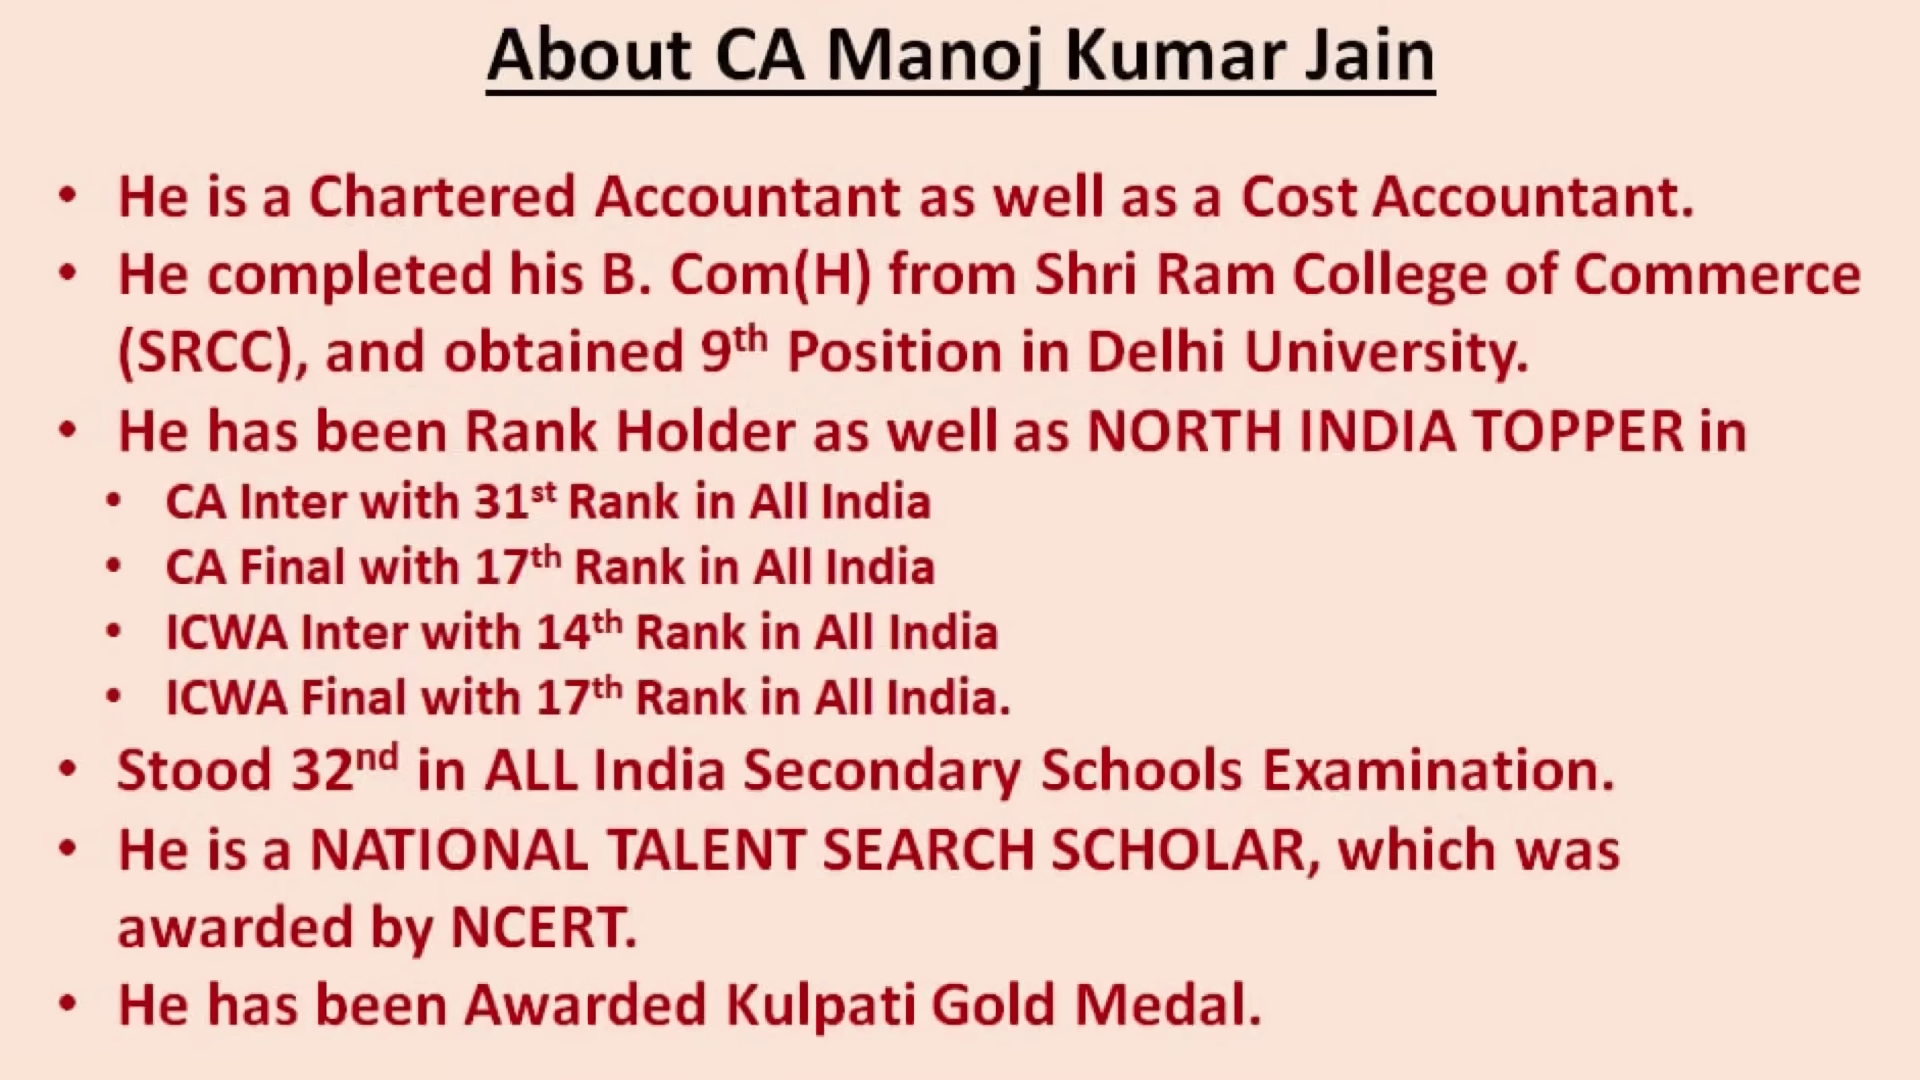 About CA Manoj Kumar Jain
• He is a Chartered Accountant as well as a Cost Accountant.
• He completed his B. Com(H) from Shri Ram College of Commerce
(SRCC), and obtained 9th Position in Delhi University.
• He has been Rank Holder as well as NORTH INDIA TOPPER in
• CA Inter with 31st Rank in All India
• CA Final with 17th Rank in All India
• ICWA Inter with 14th Rank in All India
• ICWA Final with 17th Rank in All India.
• Stood 32nd in ALL India Secondary Schools Examination.
• He is a NATIONAL TALENT SEARCH SCHOLAR, which was
awarded by NCERT.
• He has been Awarded Kulpati Gold Medal.